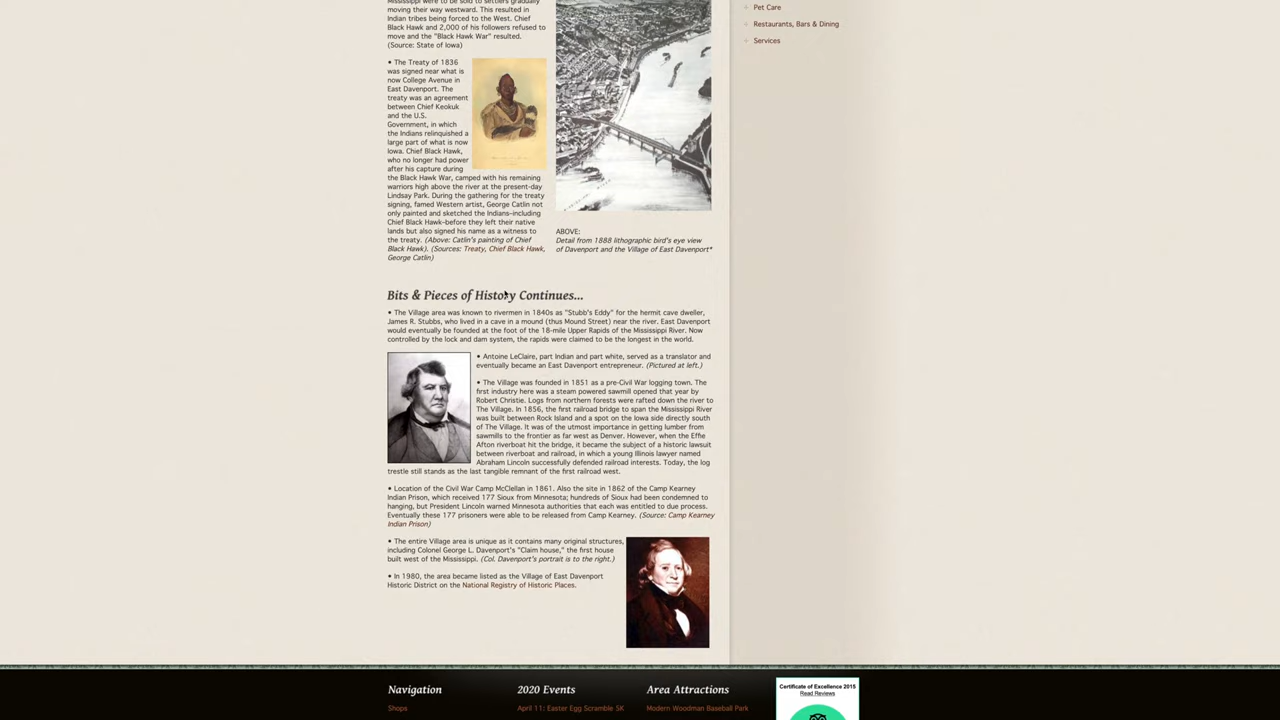 Mississippi were to be sold to settlers gradually
moving their way westward. This resulted in
Indian tribes being forced to the West. Chief
Black Hawk and 2,000 of his followers refused to
move and the "Black Hawk War" resulted.
(Source: State of Iowa)
• The Treaty of 1836
was signed near what is
now College Avenue in
East Davenport. The
treaty was an agreement
between Chief Keokuk
and the U.S.
Government, in which
the Indians relinquished a
large part of what is now
Iowa. Chief Black Hawk,
who no longer had power
after his capture during
the Black Hawk War, camped with his remaining
warriors high above the river at the present-day
Lindsay Park. During the gathering for the treaty
signing, famed Western artist, George Catlin not
only painted and sketched the Indians–including
Chief Black Hawk–before they left their native
lands but also signed his name as a witness to
the treaty. (Above: Catlin's painting of Chief
Black Hawk). (Sources: Treaty, Chief Black Hawk,
George Catlin)
ABOVE:
Detail from 1888 lithographic bird's eye view
of Davenport and the Village of East Davenport*
Bits & Pieces of History Continues...
• The Village area was known to rivermen in 1840s as "Stubb's Eddy" for the hermit cave dweller,
James R. Stubbs, who lived in a cave in a mound (thus Mound Street) near the river. East Davenport
would eventually be founded at the foot of the 18-mile Upper Rapids of the Mississippi River. Now
controlled by the lock and dam system, the rapids were claimed to be the longest in the world.
• Antoine LeClaire, part Indian and part white, served as a translator and
eventually became an East Davenport entrepreneur. (Pictured at left.)
• The Village was founded in 1851 as a pre-Civil War logging town. The
first industry here was a steam powered sawmill opened that year by
Robert Christie. Logs from northern forests were rafted down the river to
The Village. In 1856, the first railroad bridge to span the Mississippi River
was built between Rock Island and a spot on the Iowa side directly south
of The Village. It was of the utmost importance in getting lumber from
sawmills to the frontier as far west as Denver. However, when the Effie
Afton riverboat hit the bridge, it became the subject of a historic lawsuit
between riverboat and railroad, in which a young Illinois lawyer named
Abraham Lincoln successfully defended railroad interests. Today, the log
trestle still stands as the last tangible remnant of the first railroad west.
• Location of the Civil War Camp McClellan in 1861. Also the site in 1862 of the Camp Kearney
Indian Prison, which received 177 Sioux from Minnesota; hundreds of Sioux had been condemned to
hanging, but President Lincoln warned Minnesota authorities that each was entitled to due process.
Eventually these 177 prisoners were able to be released from Camp Kearney. (Source: Camp Kearney
Indian Prison)
• The entire Village area is unique as it contains many original structures,
including Colonel George L. Davenport's "Claim house," the first house
built west of the Mississippi. (Col. Davenport's portrait is to the right.)
• In 1980, the area became listed as the Village of East Davenport
Historic District on the National Registry of Historic Places.
+ Pet Care
+ Restaurants, Bars & Dining
+ Services
Navigation
Shops
2020 Events
April 11: Easter Egg Scramble 5K
Area Attractions
Modern Woodman Baseball Park
Certificate of Excellence 2015
Read Reviews